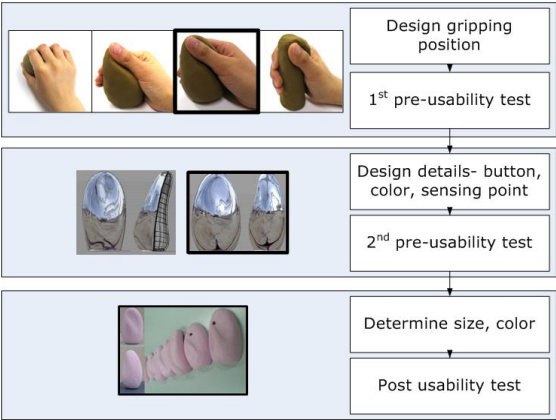 Design gripping
position
1st pre-usability test
Design details- button,
color, sensing point
2nd pre-usability test
Determine size, color
Post usability test